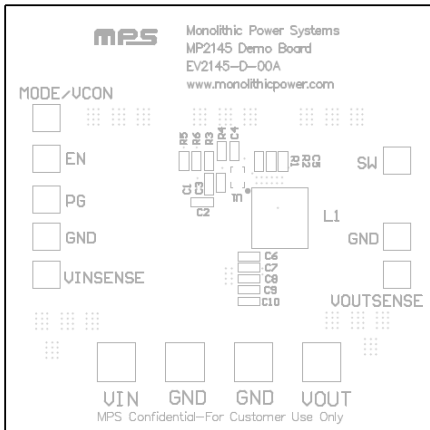 mps
Monolithic Power Systems
MP2145 Demo Board
EV2145-D-00A
www.monolithicpower.com
MODE/VCON
EN
PG
GND
VINSENSE
R5
R6
R3
R4
C4
R1
R2
C5
C1
C3
C2
U1
L1
C6
C7
C8
C9
C10
SW
GND
VOUTSENSE
VIN GND GND VOUT
MPS Confidential-For Customer Use Only